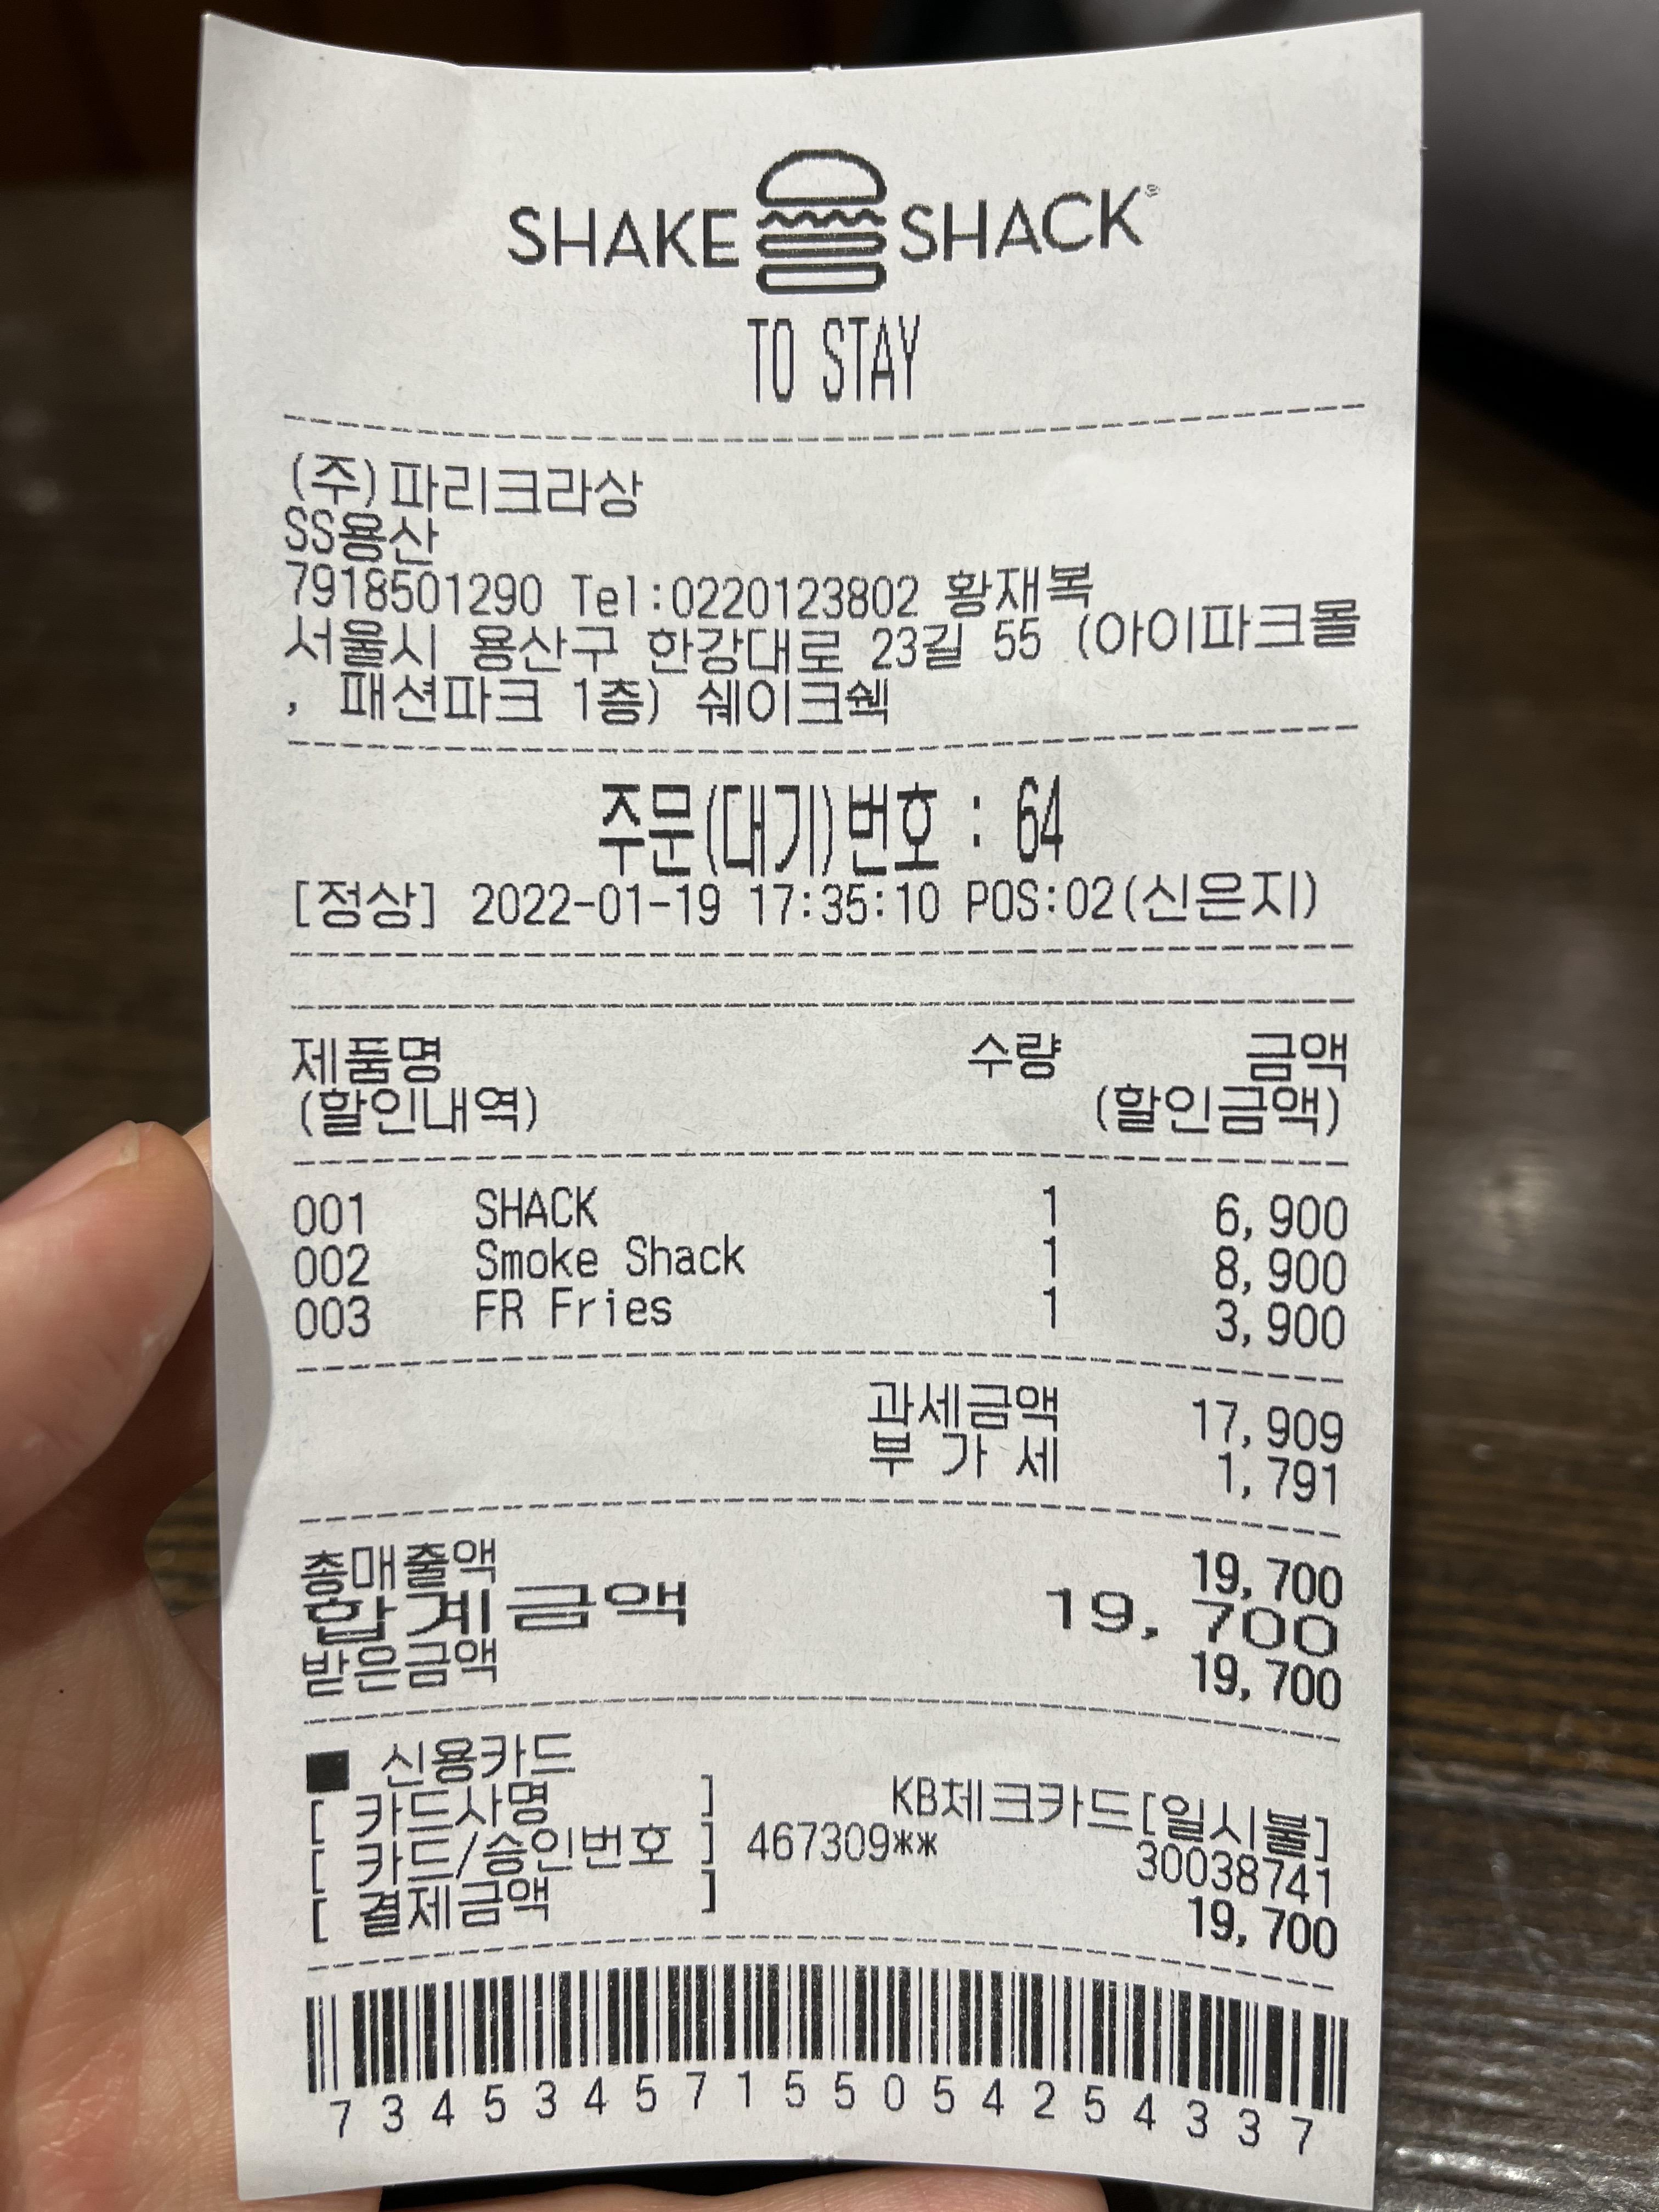 SHAKE SHACK®
TO STAY
(주)파리크라상
SS용산
7918501290 Tel:0220123802 황재복
서울시 용산구 한강대로 23길 55 (아이파크몰
, 패션파크 1층) 쉐이크쉑
주문(대기)번호 : 64
[정상] 2022-01-19 17:35:10 POS:02(신은지)
제품명 수량 금액
(할인내역) (할인금액)
001 SHACK 1 6,900
002 Smoke Shack 1 8,900
003 FR Fries 1 3,900
과세금액 17,909
부 가 세 1,791
총매출액 19,700
합계금액 19,700
받은금액 19,700
■ 신용카드
[ 카드사명 ] KB체크카드[일시불]
[ 카드/승인번호 ] 467309** 30038741
[ 결제금액 ] 19,700
73453457155054254337